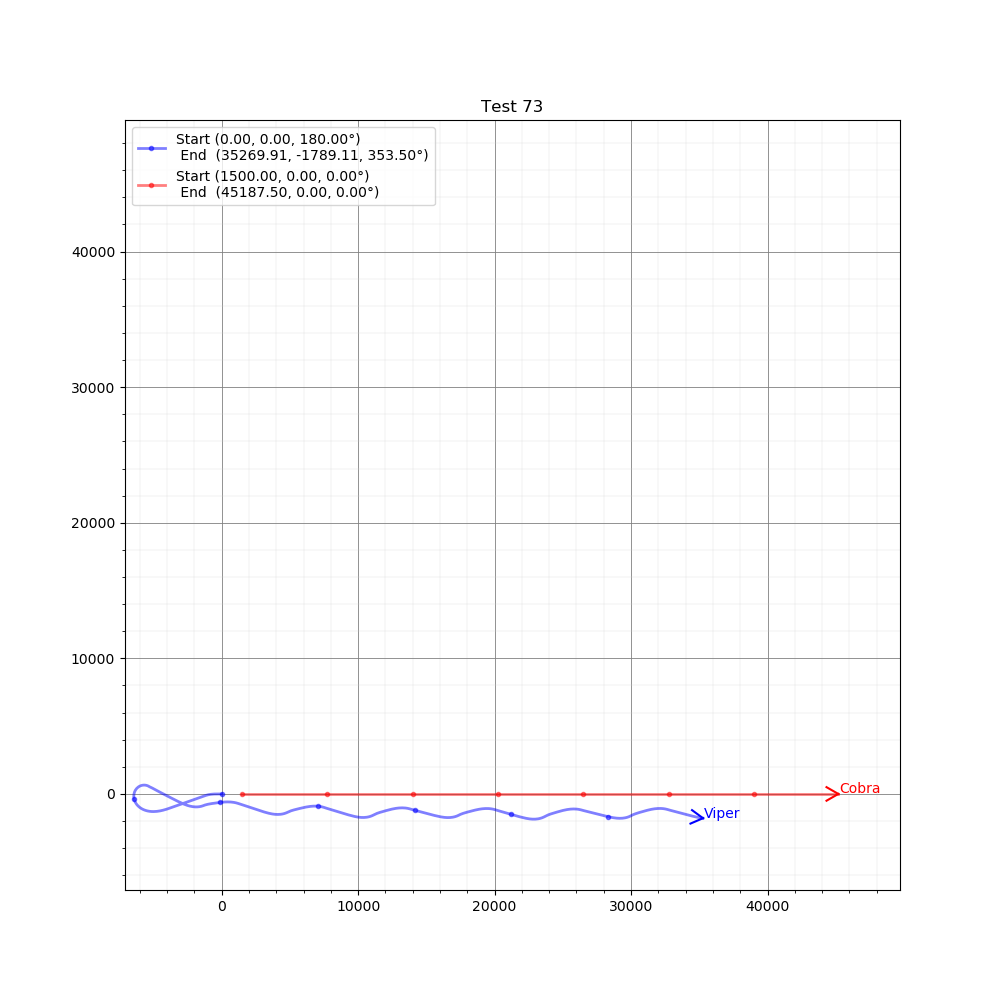 Test 73
Start (0.00, 0.00, 180.00°)
End  (35269.91, -1789.11, 353.50°)
Start (1500.00, 0.00, 0.00°)
End  (45187.50, 0.00, 0.00°)
40000
30000
20000
10000
0
Cobra
Viper
0
10000
20000
30000
40000